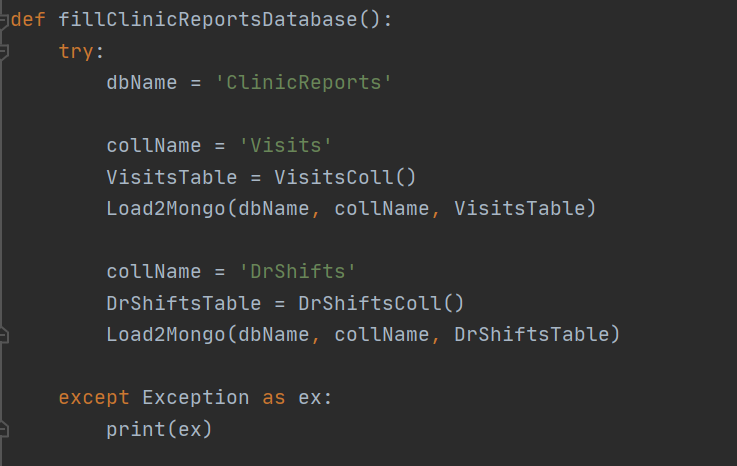 def fillClinicReportsDatabase():
    try:
        dbName = 'ClinicReports'

        collName = 'Visits'
        VisitsTable = VisitsColl()
        Load2Mongo(dbName, collName, VisitsTable)

        collName = 'DrShifts'
        DrShiftsTable = DrShiftsColl()
        Load2Mongo(dbName, collName, DrShiftsTable)

    except Exception as ex:
        print(ex)